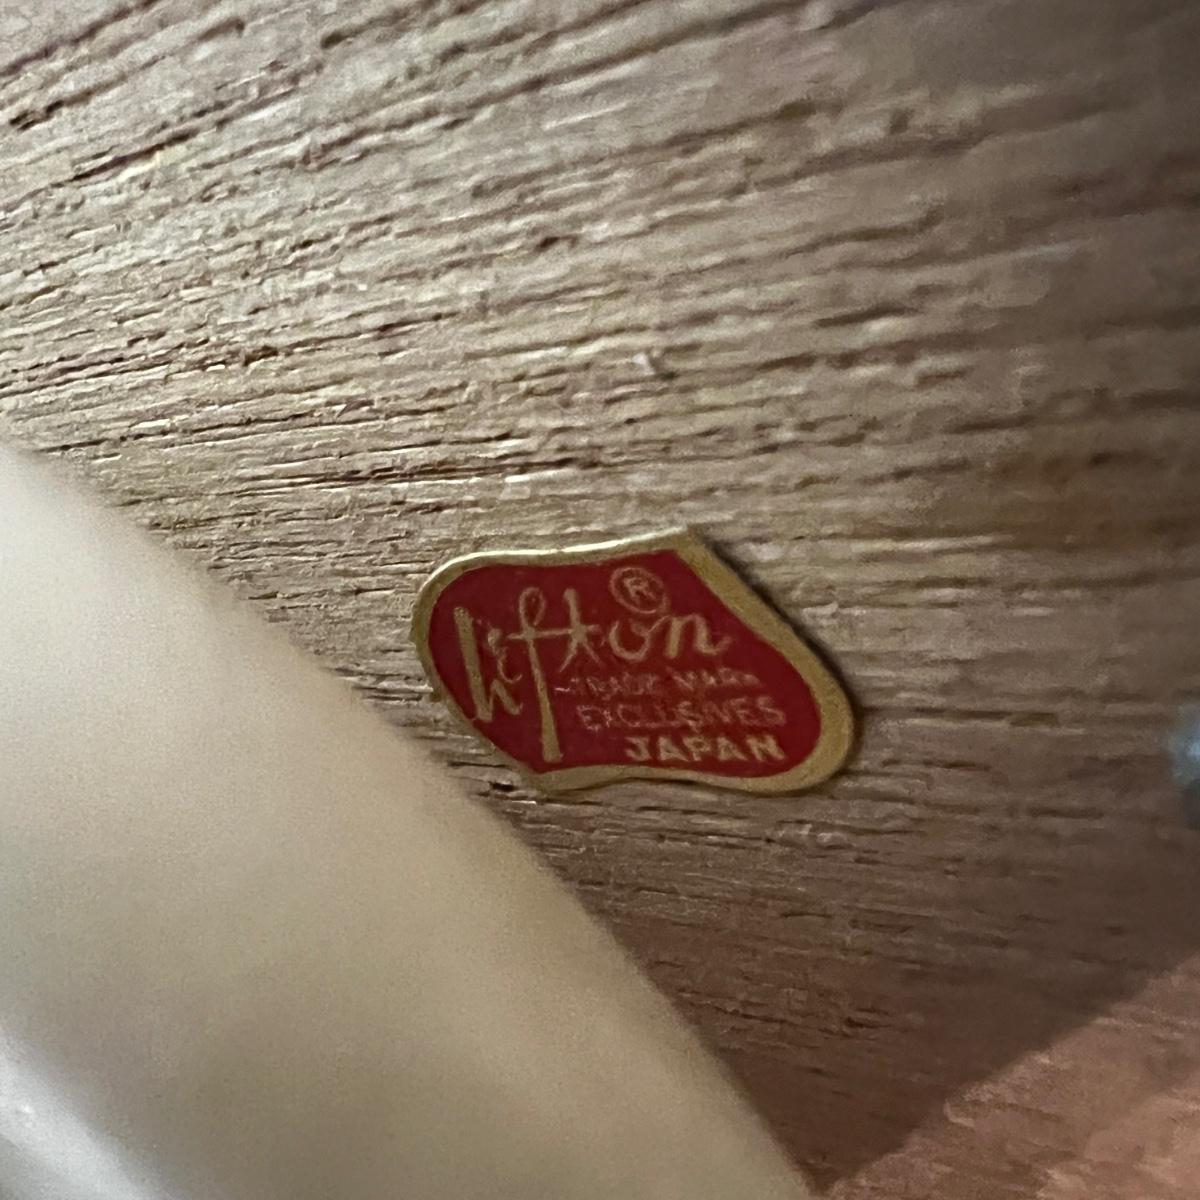 Lefton ®
TRADE MARK
EXCLUSIVES
JAPAN